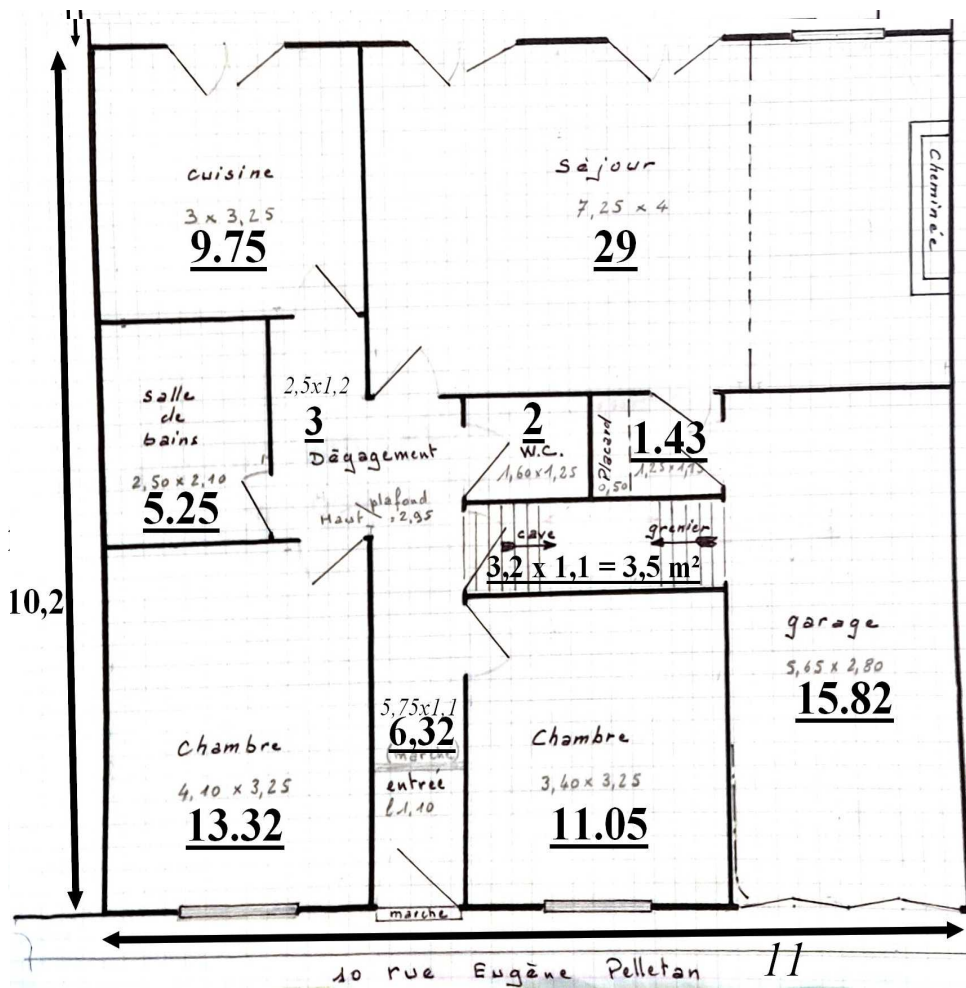 cuisine
3 x 3,25
9.75
Séjour
7,25 x 4
29
Cheminée
salle
de
bains
2,50 x 2,10
5.25
2,5x1,2
3
Dégagement
plafond
Haut : 2,95
2
W.C.
1,60x1,25
Placard
0,50
1.43
1,25x1,15
cave
grenier
3,2 x 1,1 = 3,5 m²
10,2
garage
5,65 x 2,80
15.82
Chambre
4,10 x 3,25
13.32
5,75x1,1
6,32
(marche)
entrée
l 1,10
Chambre
3,40 x 3,25
11.05
marche
11
10 rue Eugène Pelletan